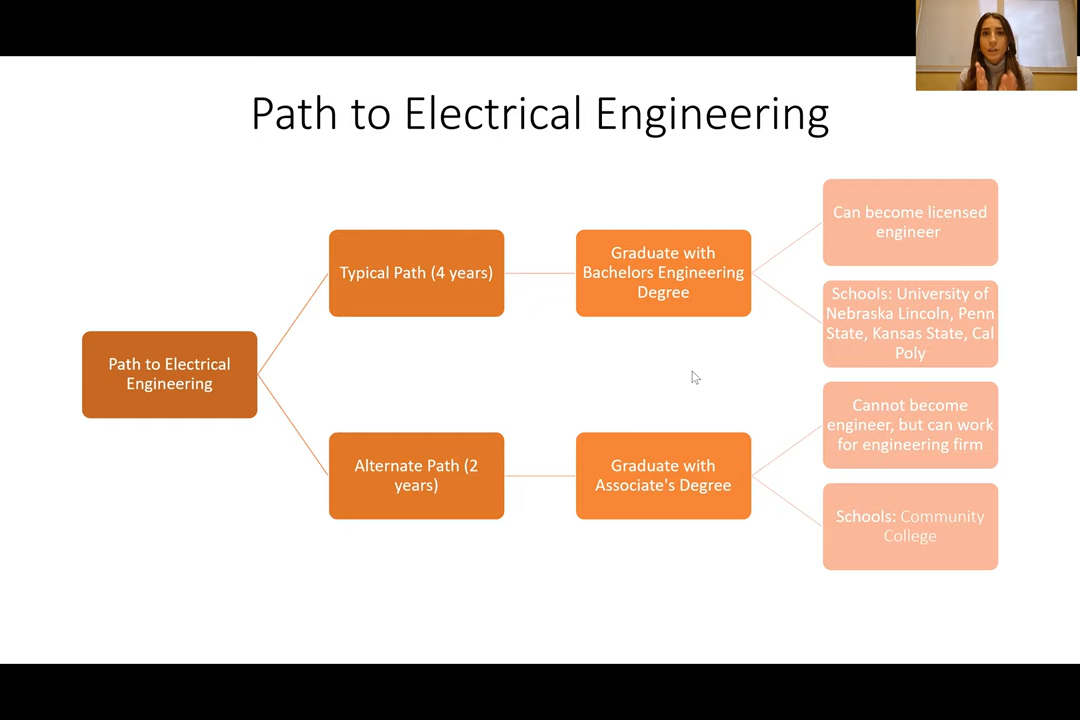 Path to Electrical Engineering
Path to Electrical
Engineering
Typical Path (4 years)
Graduate with
Bachelors Engineering
Degree
Can become licensed
engineer
Schools: University of
Nebraska Lincoln, Penn
State, Kansas State, Cal
Poly
Alternate Path (2
years)
Graduate with
Associate's Degree
Cannot become
engineer, but can work
for engineering firm
Schools: Community
College